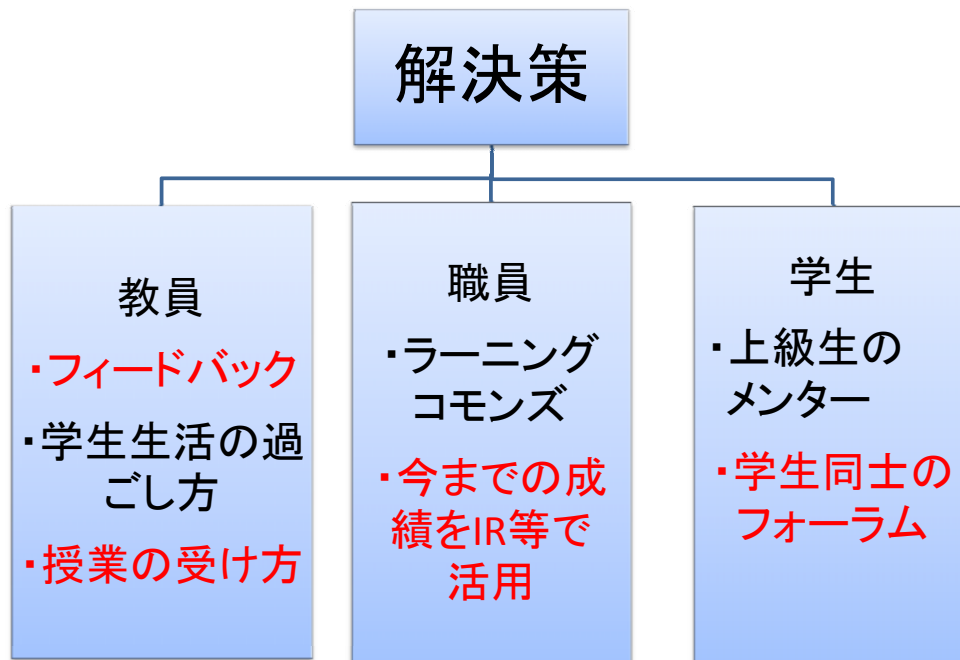 解決策
教員
・フィードバック
・学生生活の過
ごし方
・授業の受け方
職員
・ラーニング
コモンズ
・今までの成
績をIR等で
活用
学生
・上級生の
メンター
・学生同士の
フォーラム